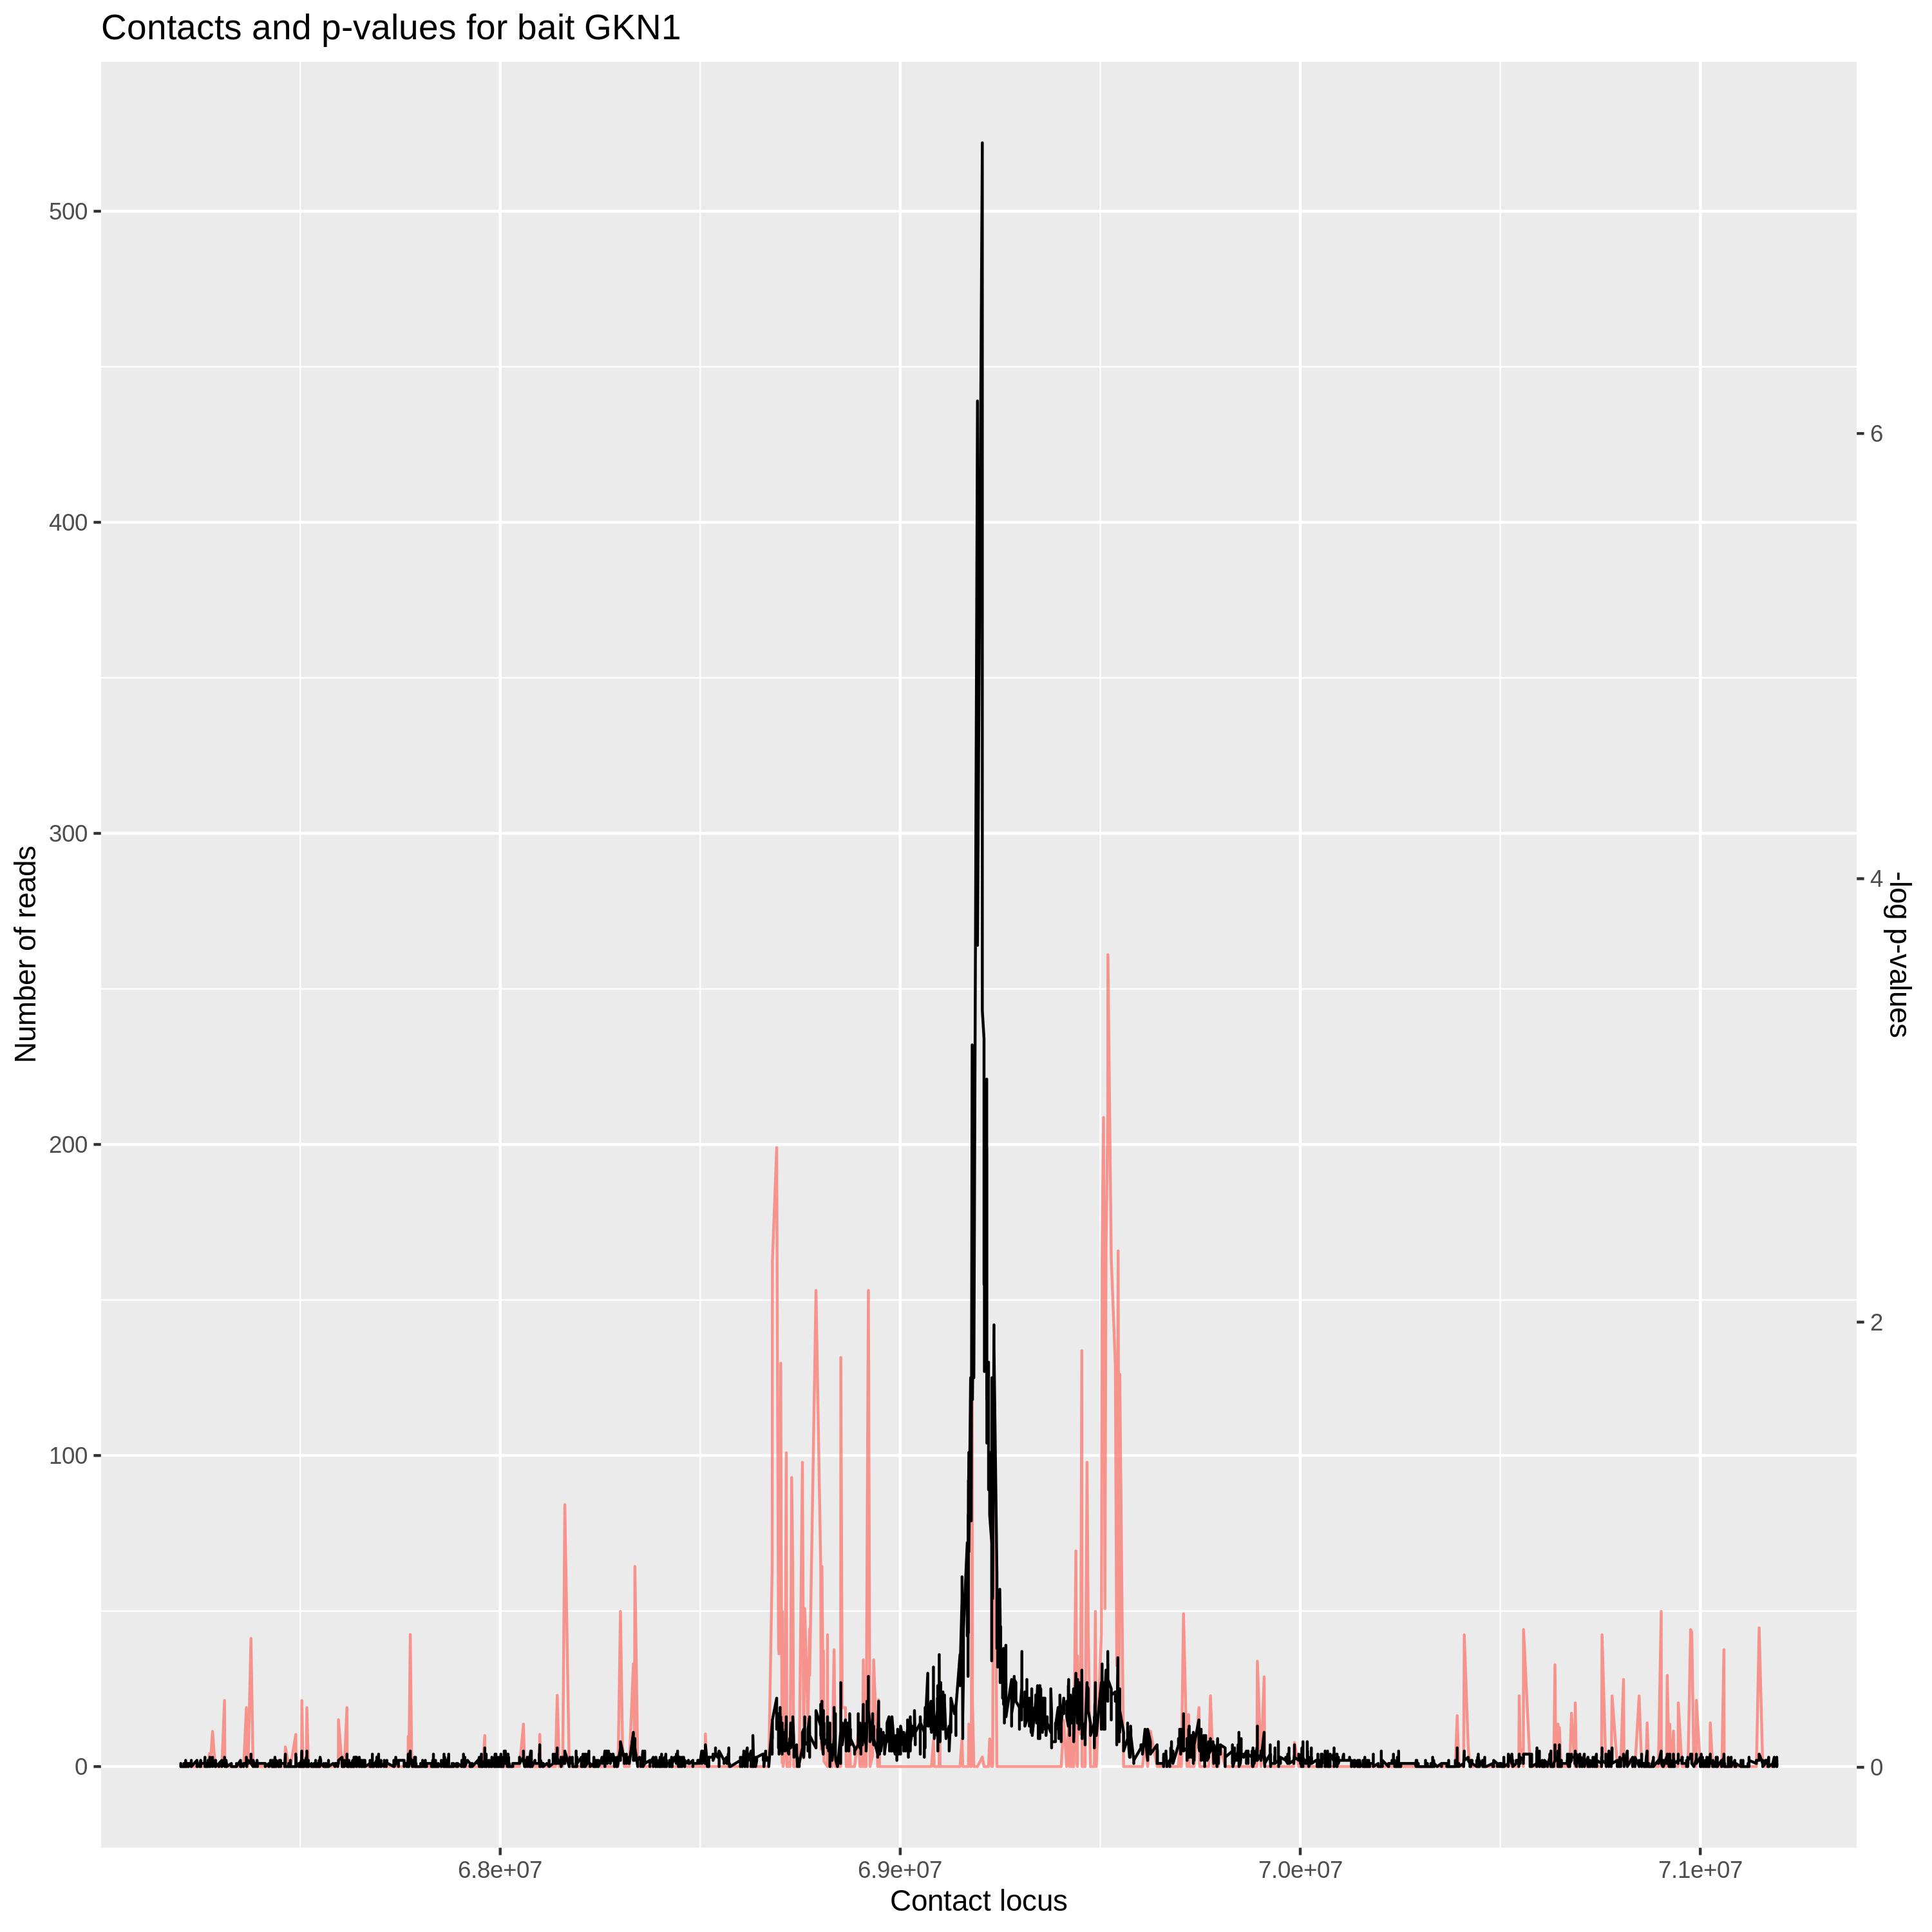 Contacts and p-values for bait GKN1
500
400
300
200
100
0
Number of reads
6
4
2
0
-log p-values
6.8e+07
6.9e+07
7.0e+07
7.1e+07
Contact locus